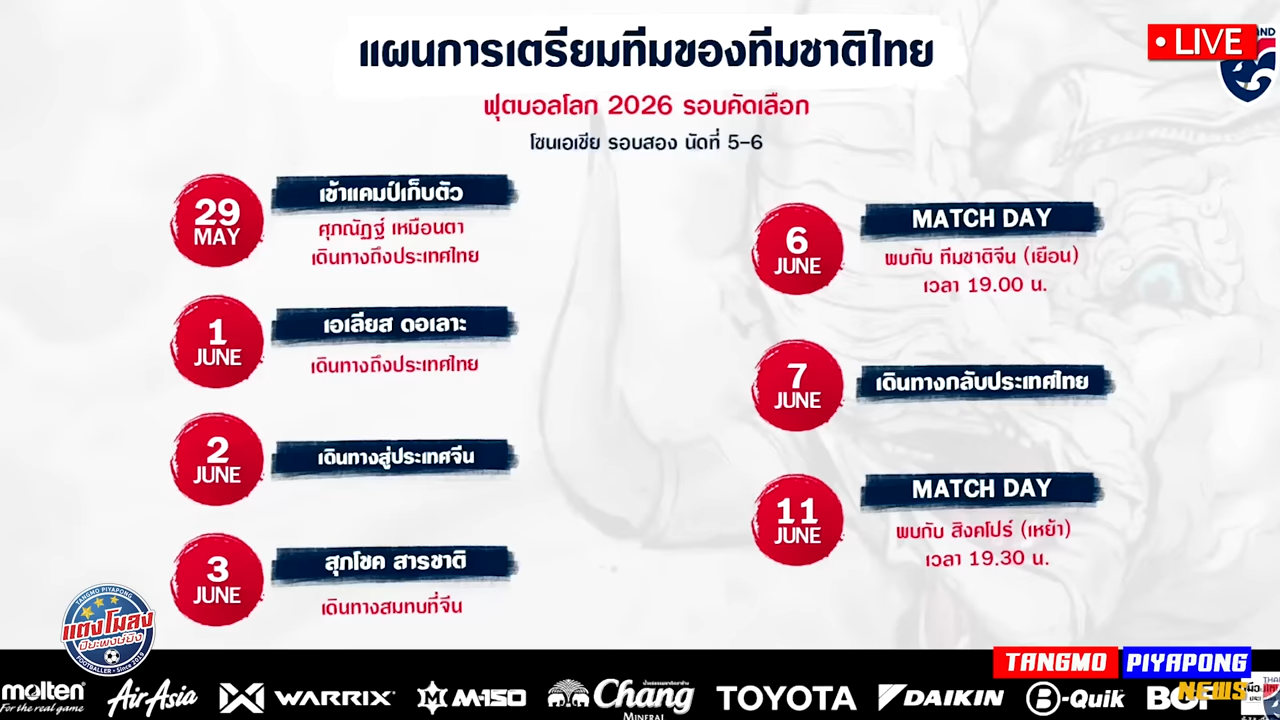 แผนการเตรียมทีมของทีมชาติไทย
LIVE
ฟุตบอลโลก 2026 รอบคัดเลือก
โซนเอเชีย รอบสอง นัดที่ 5-6
29 MAY
เข้าแคมป์เก็บตัว
ศุภณัฏฐ์ เหมือนตา
เดินทางถึงประเทศไทย
1 JUNE
เอเลียส ดอเลาะ
เดินทางถึงประเทศไทย
2 JUNE
เดินทางสู่ประเทศจีน
3 JUNE
สุภโชค สารชาติ
เดินทางสมทบที่จีน
6 JUNE
MATCH DAY
พบกับ ทีมชาติจีน (เยือน)
เวลา 19.00 น.
7 JUNE
เดินทางกลับประเทศไทย
11 JUNE
MATCH DAY
พบกับ สิงคโปร์ (เหย้า)
เวลา 19.30 น.
TANGMO PIYAPONG
แตงโมลง
ปิยะพงษ์ยิง
FOOTBALLER • Since 2019
TANGMO PIYAPONG
NEWS
molten
For the real game
AirAsia
WARRIX
M-150
Chang
MINERAL
TOYOTA
DAIKIN
B-Quik